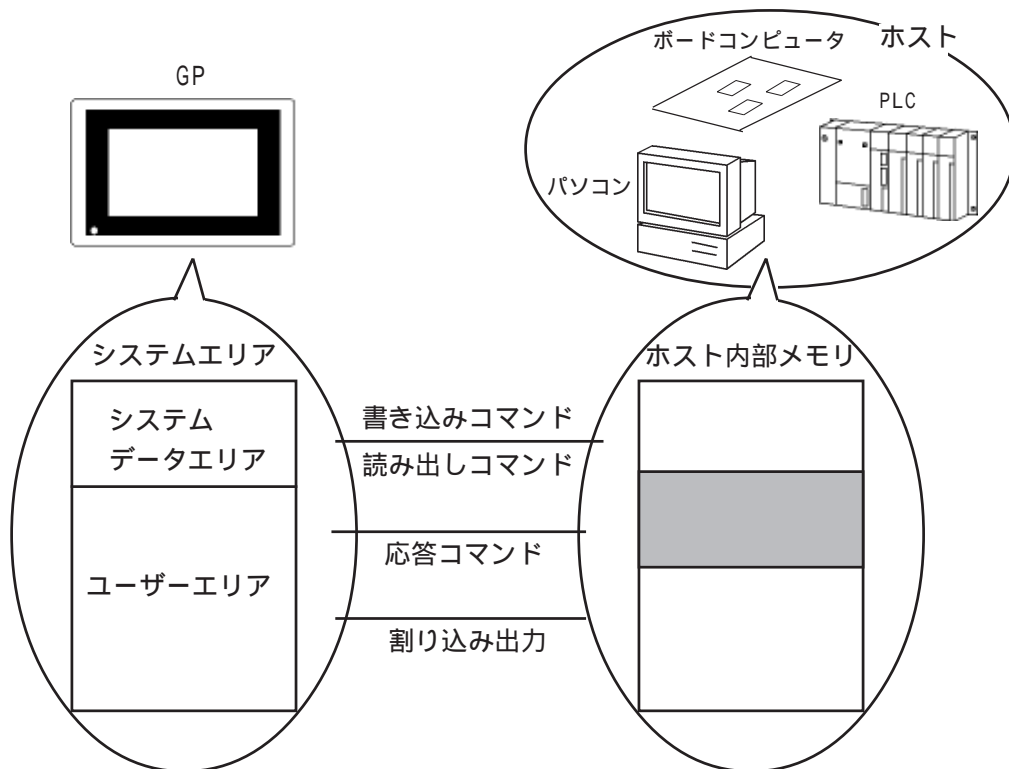 ボードコンピュータ
ホスト
GP
PLC
パソコン
システムエリア
ホスト内部メモリ
システム
データエリア
書き込みコマンド
読み出しコマンド
応答コマンド
ユーザーエリア
割り込み出力